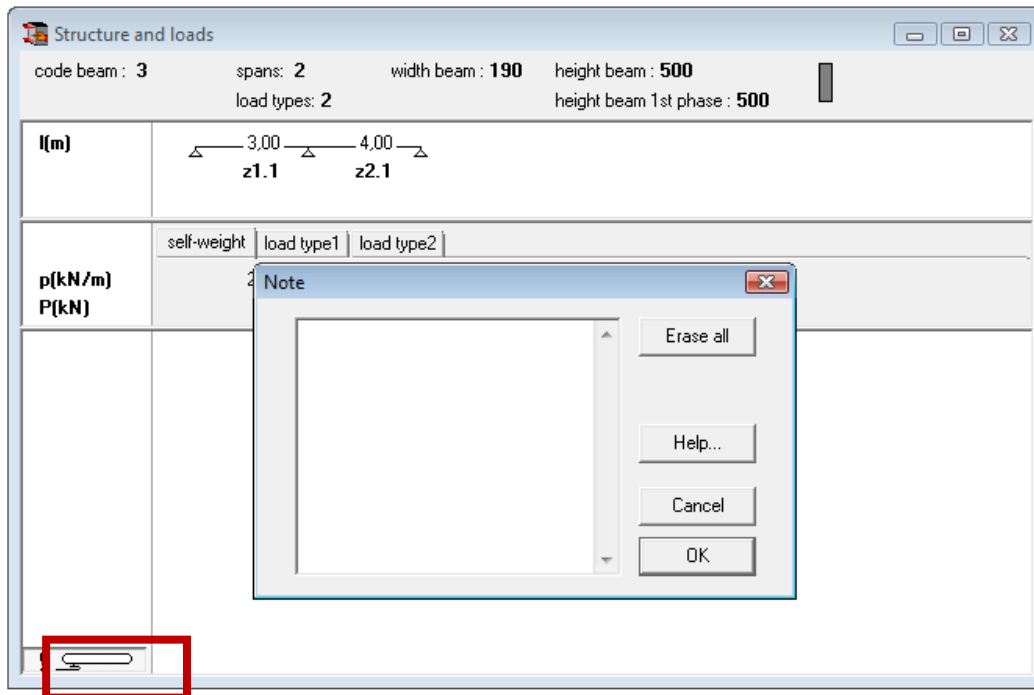 Structure and loads
code beam : 3 spans: 2 width beam : 190 height beam : 500
load types: 2 height beam 1st phase : 500
l(m) 3,00 4,00
z1.1 z2.1
self-weight load type1 load type2
p(kN/m)
P(kN)
Note
Erase all
Help...
Cancel
OK